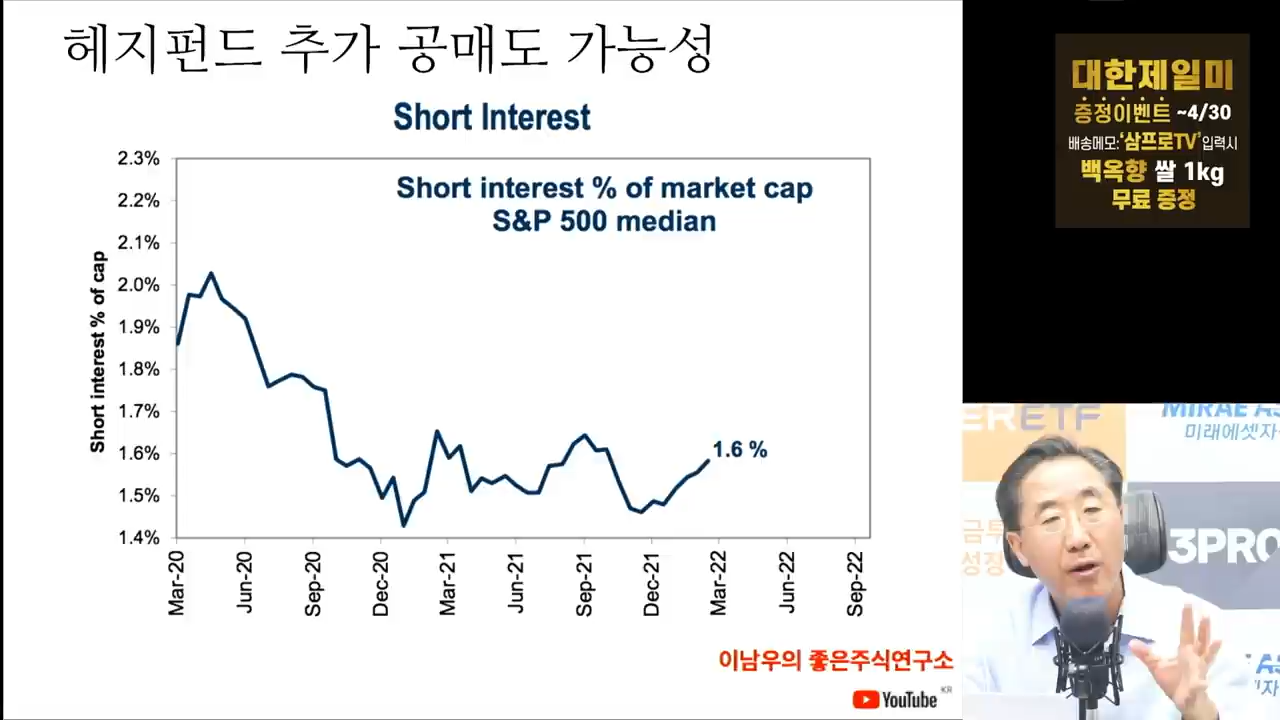 헤지펀드 추가 공매도 가능성
Short Interest
Short interest % of market cap
S&P 500 median
Short interest % of cap
2.3%
2.2%
2.1%
2.0%
1.9%
1.8%
1.7%
1.6%
1.5%
1.4%
1.6 %
Mar-20
Jun-20
Sep-20
Dec-20
Mar-21
Jun-21
Sep-21
Dec-21
Mar-22
Jun-22
Sep-22
이남우의 좋은주식연구소
YouTube KR
대한제일미
증정이벤트 ~4/30
배송메모:'삼프로TV'입력시
백옥향 쌀 1kg
무료 증정
ERETF
MIRAE AS
미래에셋자
금투
성정
3PRO